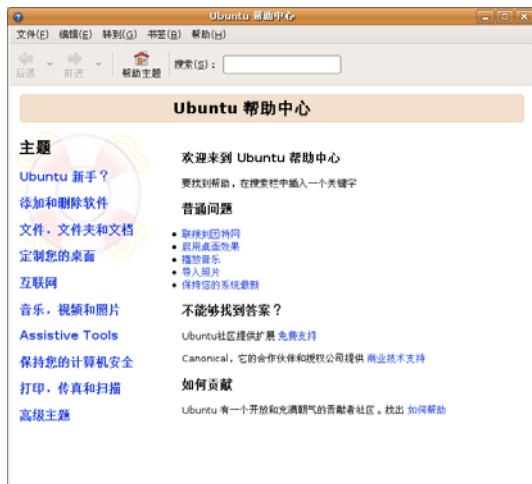 Ubuntu 帮助中心
文件(F) 编辑(E) 转到(G) 书签(B) 帮助(H)
后退 前进 帮助主题 搜索(S)：
Ubuntu 帮助中心
主题
Ubuntu 新手？
添加和删除软件
文件，文件夹和文档
定制您的桌面
互联网
音乐，视频和照片
Assistive Tools
保持您的计算机安全
打印，传真和扫描
高级主题
欢迎来到 Ubuntu 帮助中心
要找到帮助，在搜索栏中插入一个关键字
普通问题
联接到因特网
启用桌面效果
播放音乐
导入照片
保持您的系统最新
不能够找到答案？
Ubuntu社区提供扩展 免费支持
Canonical，它的合作伙伴和授权公司提供 商业技术支持
如何贡献
Ubuntu 有一个开放和充满朝气的贡献者社区。找出 如何帮助